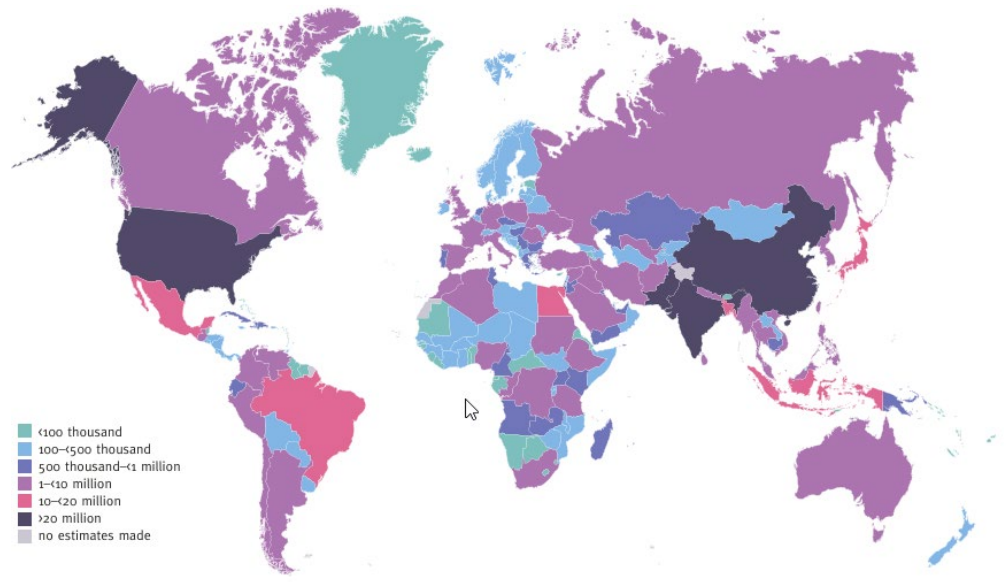 <100 thousand
100–<500 thousand
500 thousand–<1 million
1–<10 million
10–<20 million
>20 million
no estimates made